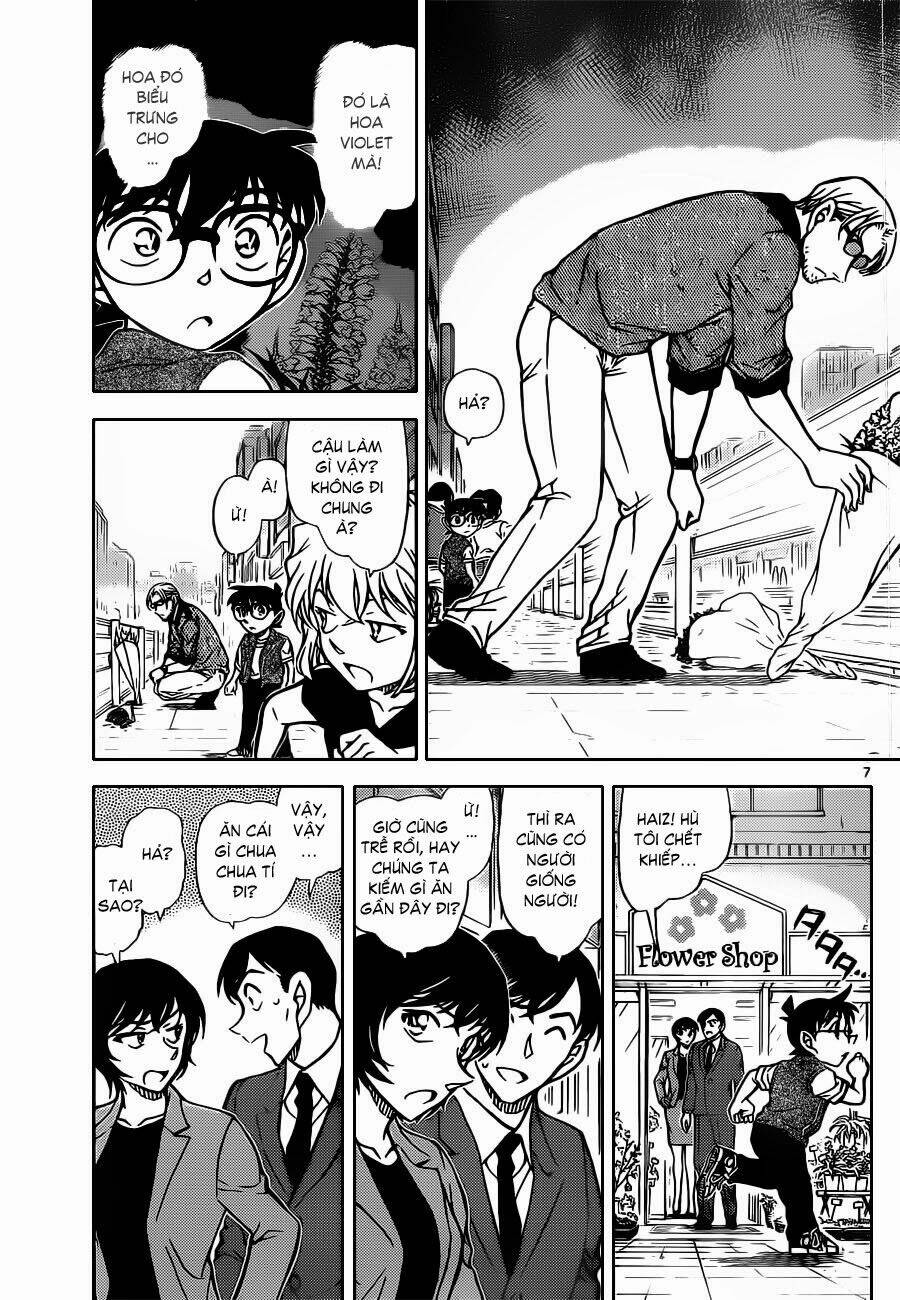 HẢ?
ĐÓ LÀ
HOA
VIOLET
MÀ!
HOA ĐÓ
BIỂU
TRƯNG
CHO
...
CẬU LÀM
GÌ VẬY?
KHÔNG ĐI
CHUNG
À?
À!
Ừ!
7
HAIZ! HÙ
TÔI CHẾT
KHIẾP...
Flower Shop
THÌ RA
CŨNG CÓ
NGƯỜI
GIỐNG
NGƯỜI!
Ừ!
...
GIỜ CŨNG
TRỄ RỒI, HAY
CHÚNG TA
KIẾM GÌ ĂN
GẦN ĐÂY ĐI?
VẬY,
VẬY
...
ĂN CÁI
GÌ CHUA
CHUA TÍ
ĐI?
HẢ?
TẠI
SAO?